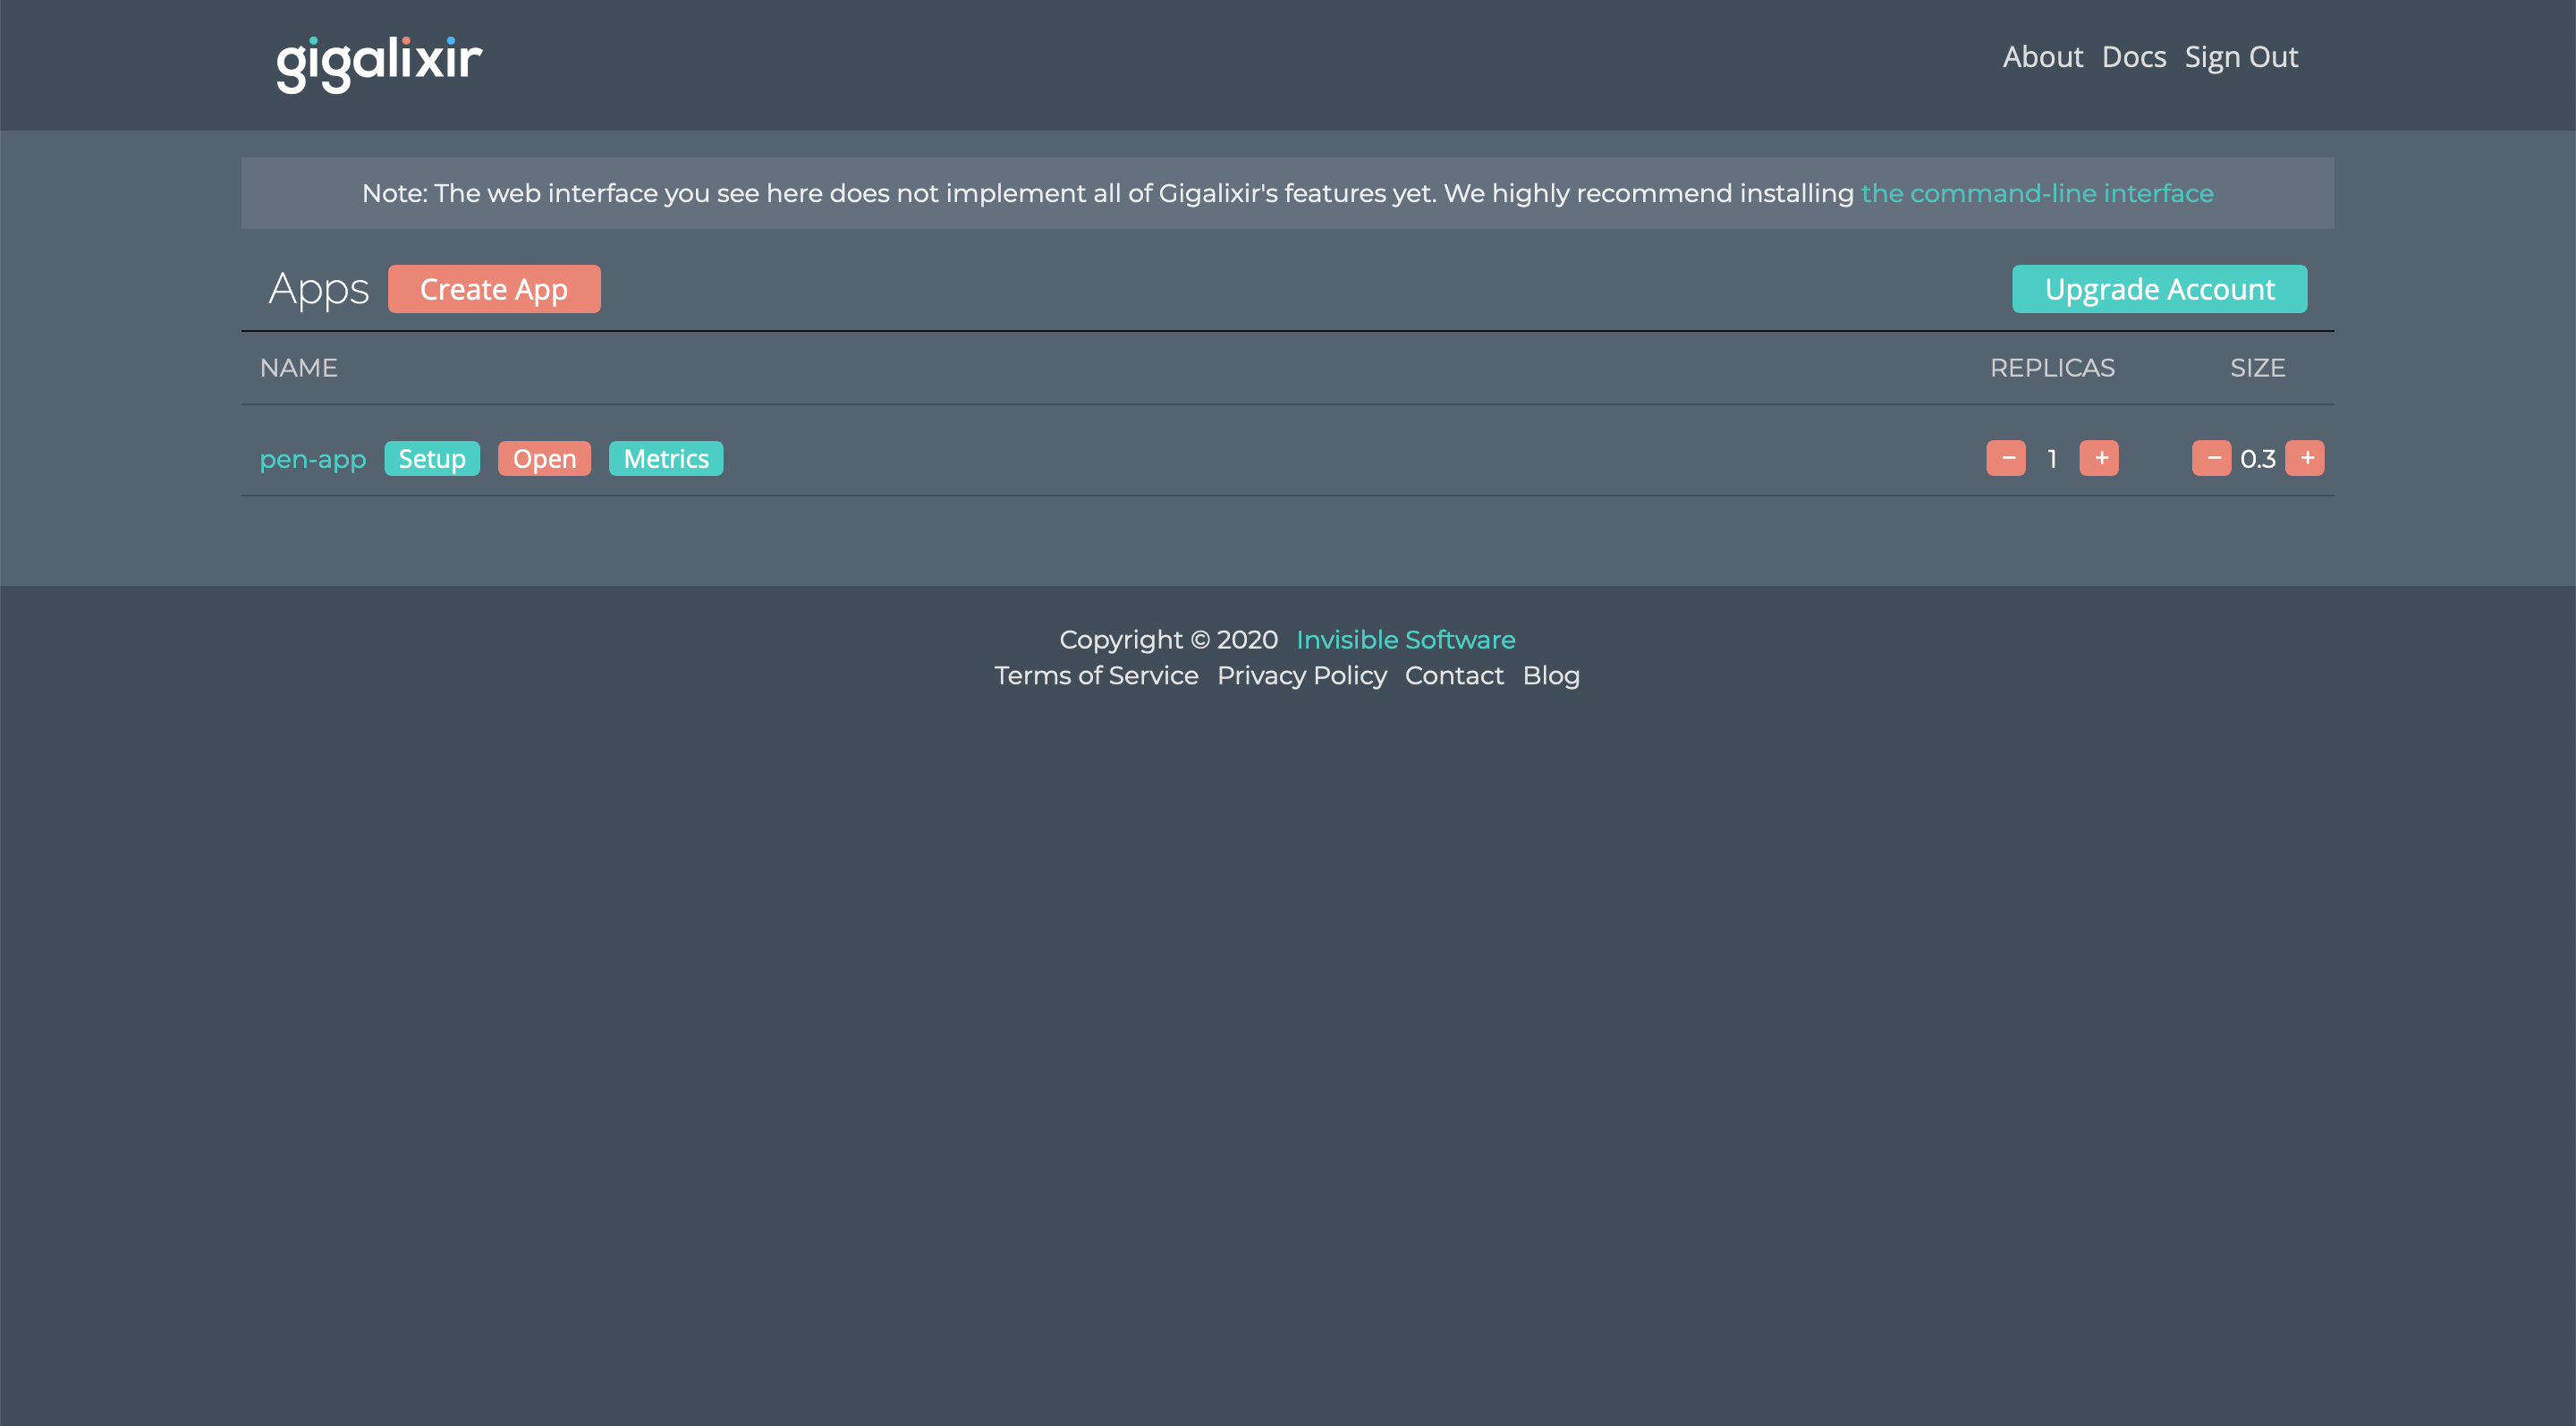 gigalixir
About Docs Sign Out
Note: The web interface you see here does not implement all of Gigalixir's features yet. We highly recommend installing the command-line interface
Apps Create App Upgrade Account
NAME REPLICAS SIZE
pen-app Setup Open Metrics − 1 + − 0.3 +
Copyright © 2020 Invisible Software
Terms of Service Privacy Policy Contact Blog